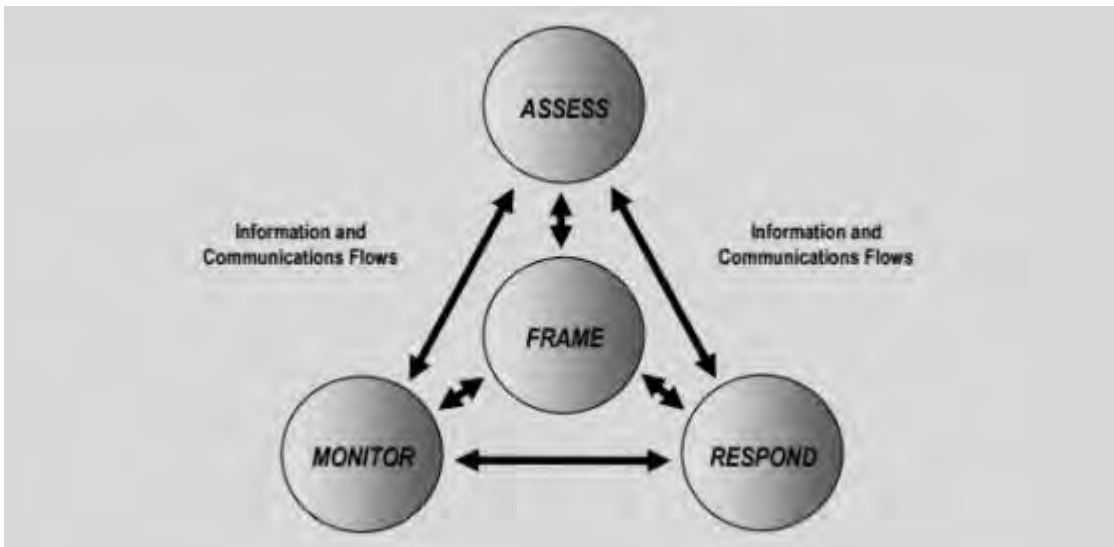 ASSESS
Information and
Communications Flows
Information and
Communications Flows
FRAME
MONITOR
RESPOND